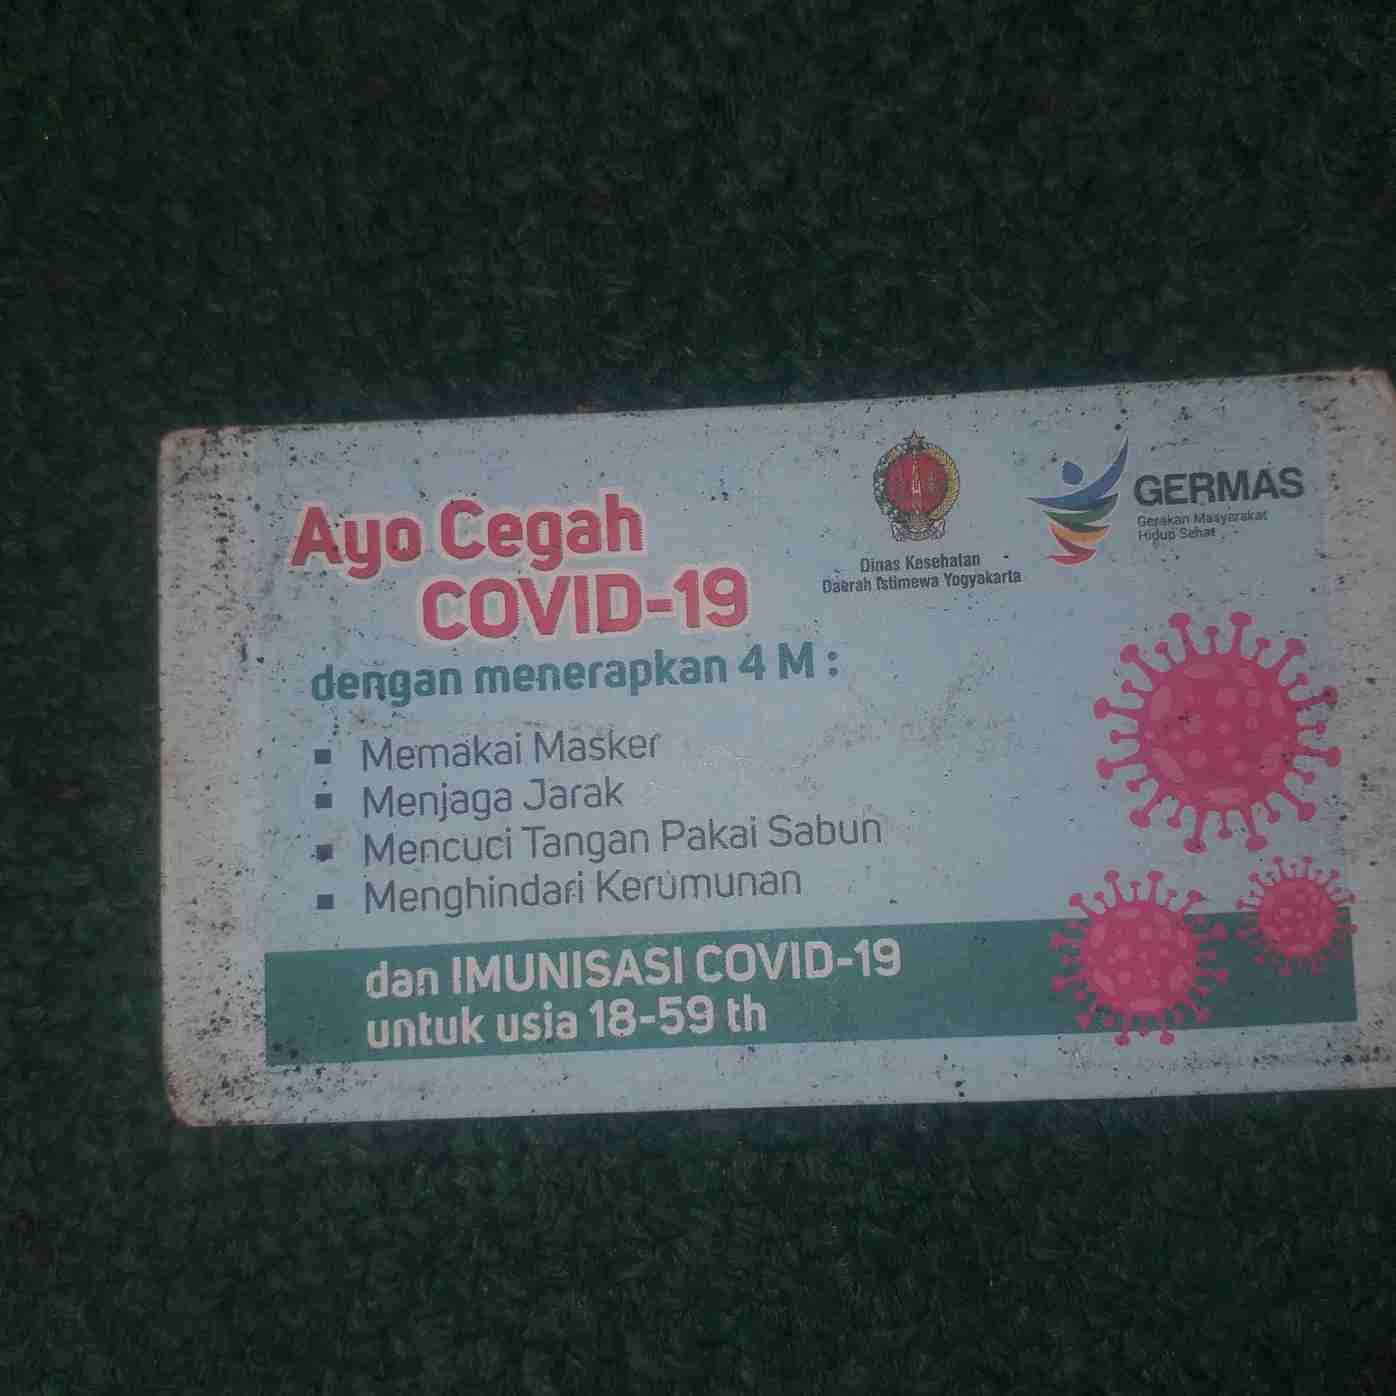 Ayo Cegah
COVID-19
dengan menerapkan 4 M :
▪ Memakai Masker
▪ Menjaga Jarak
▪ Mencuci Tangan Pakai Sabun
▪ Menghindari Kerumunan
dan IMUNISASI COVID-19
untuk usia 18-59 th
Dinas Kesehatan
Daerah Istimewa Yogyakarta
GERMAS
Gerakan Masyarakat
Hidup Sehat